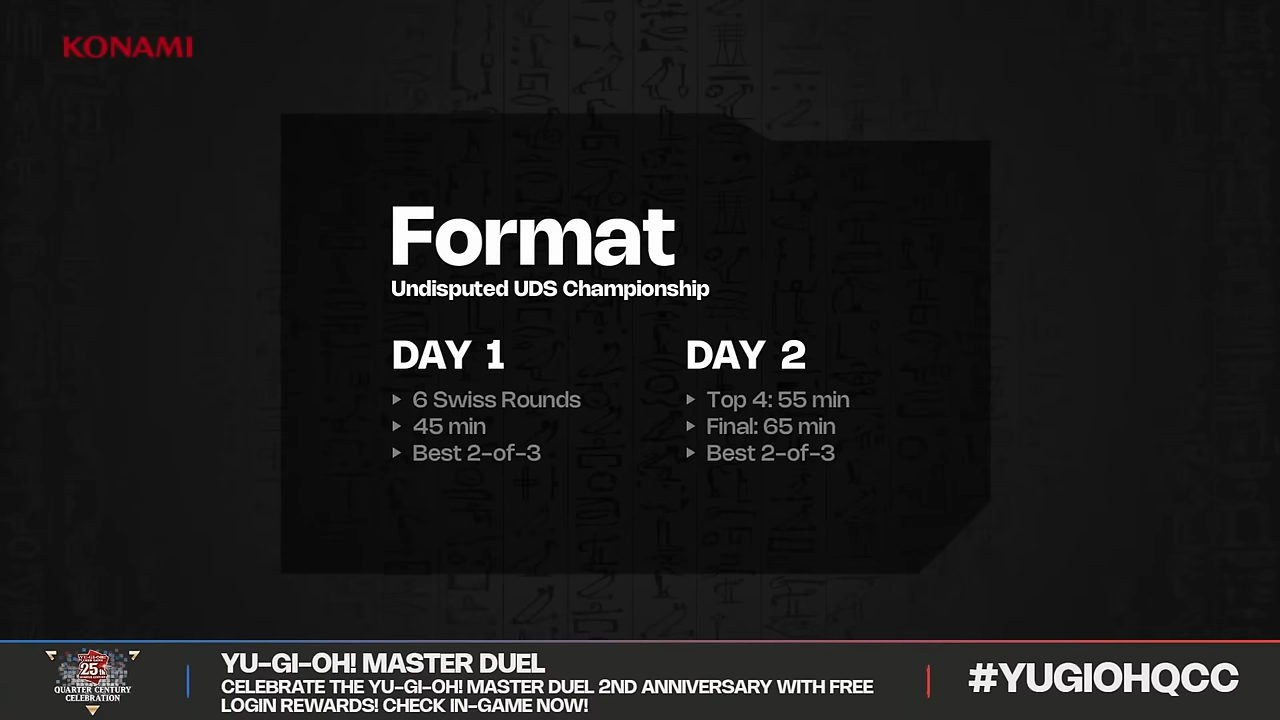 KONAMI
Format
Undisputed UDS Championship
DAY 1
6 Swiss Rounds
45 min
Best 2-of-3
DAY 2
Top 4: 55 min
Final: 65 min
Best 2-of-3
25th
QUARTER CENTURY
CELEBRATION
YU-GI-OH! MASTER DUEL
CELEBRATE THE YU-GI-OH! MASTER DUEL 2ND ANNIVERSARY WITH FREE
LOGIN REWARDS! CHECK IN-GAME NOW!
#YUGIOHQCC